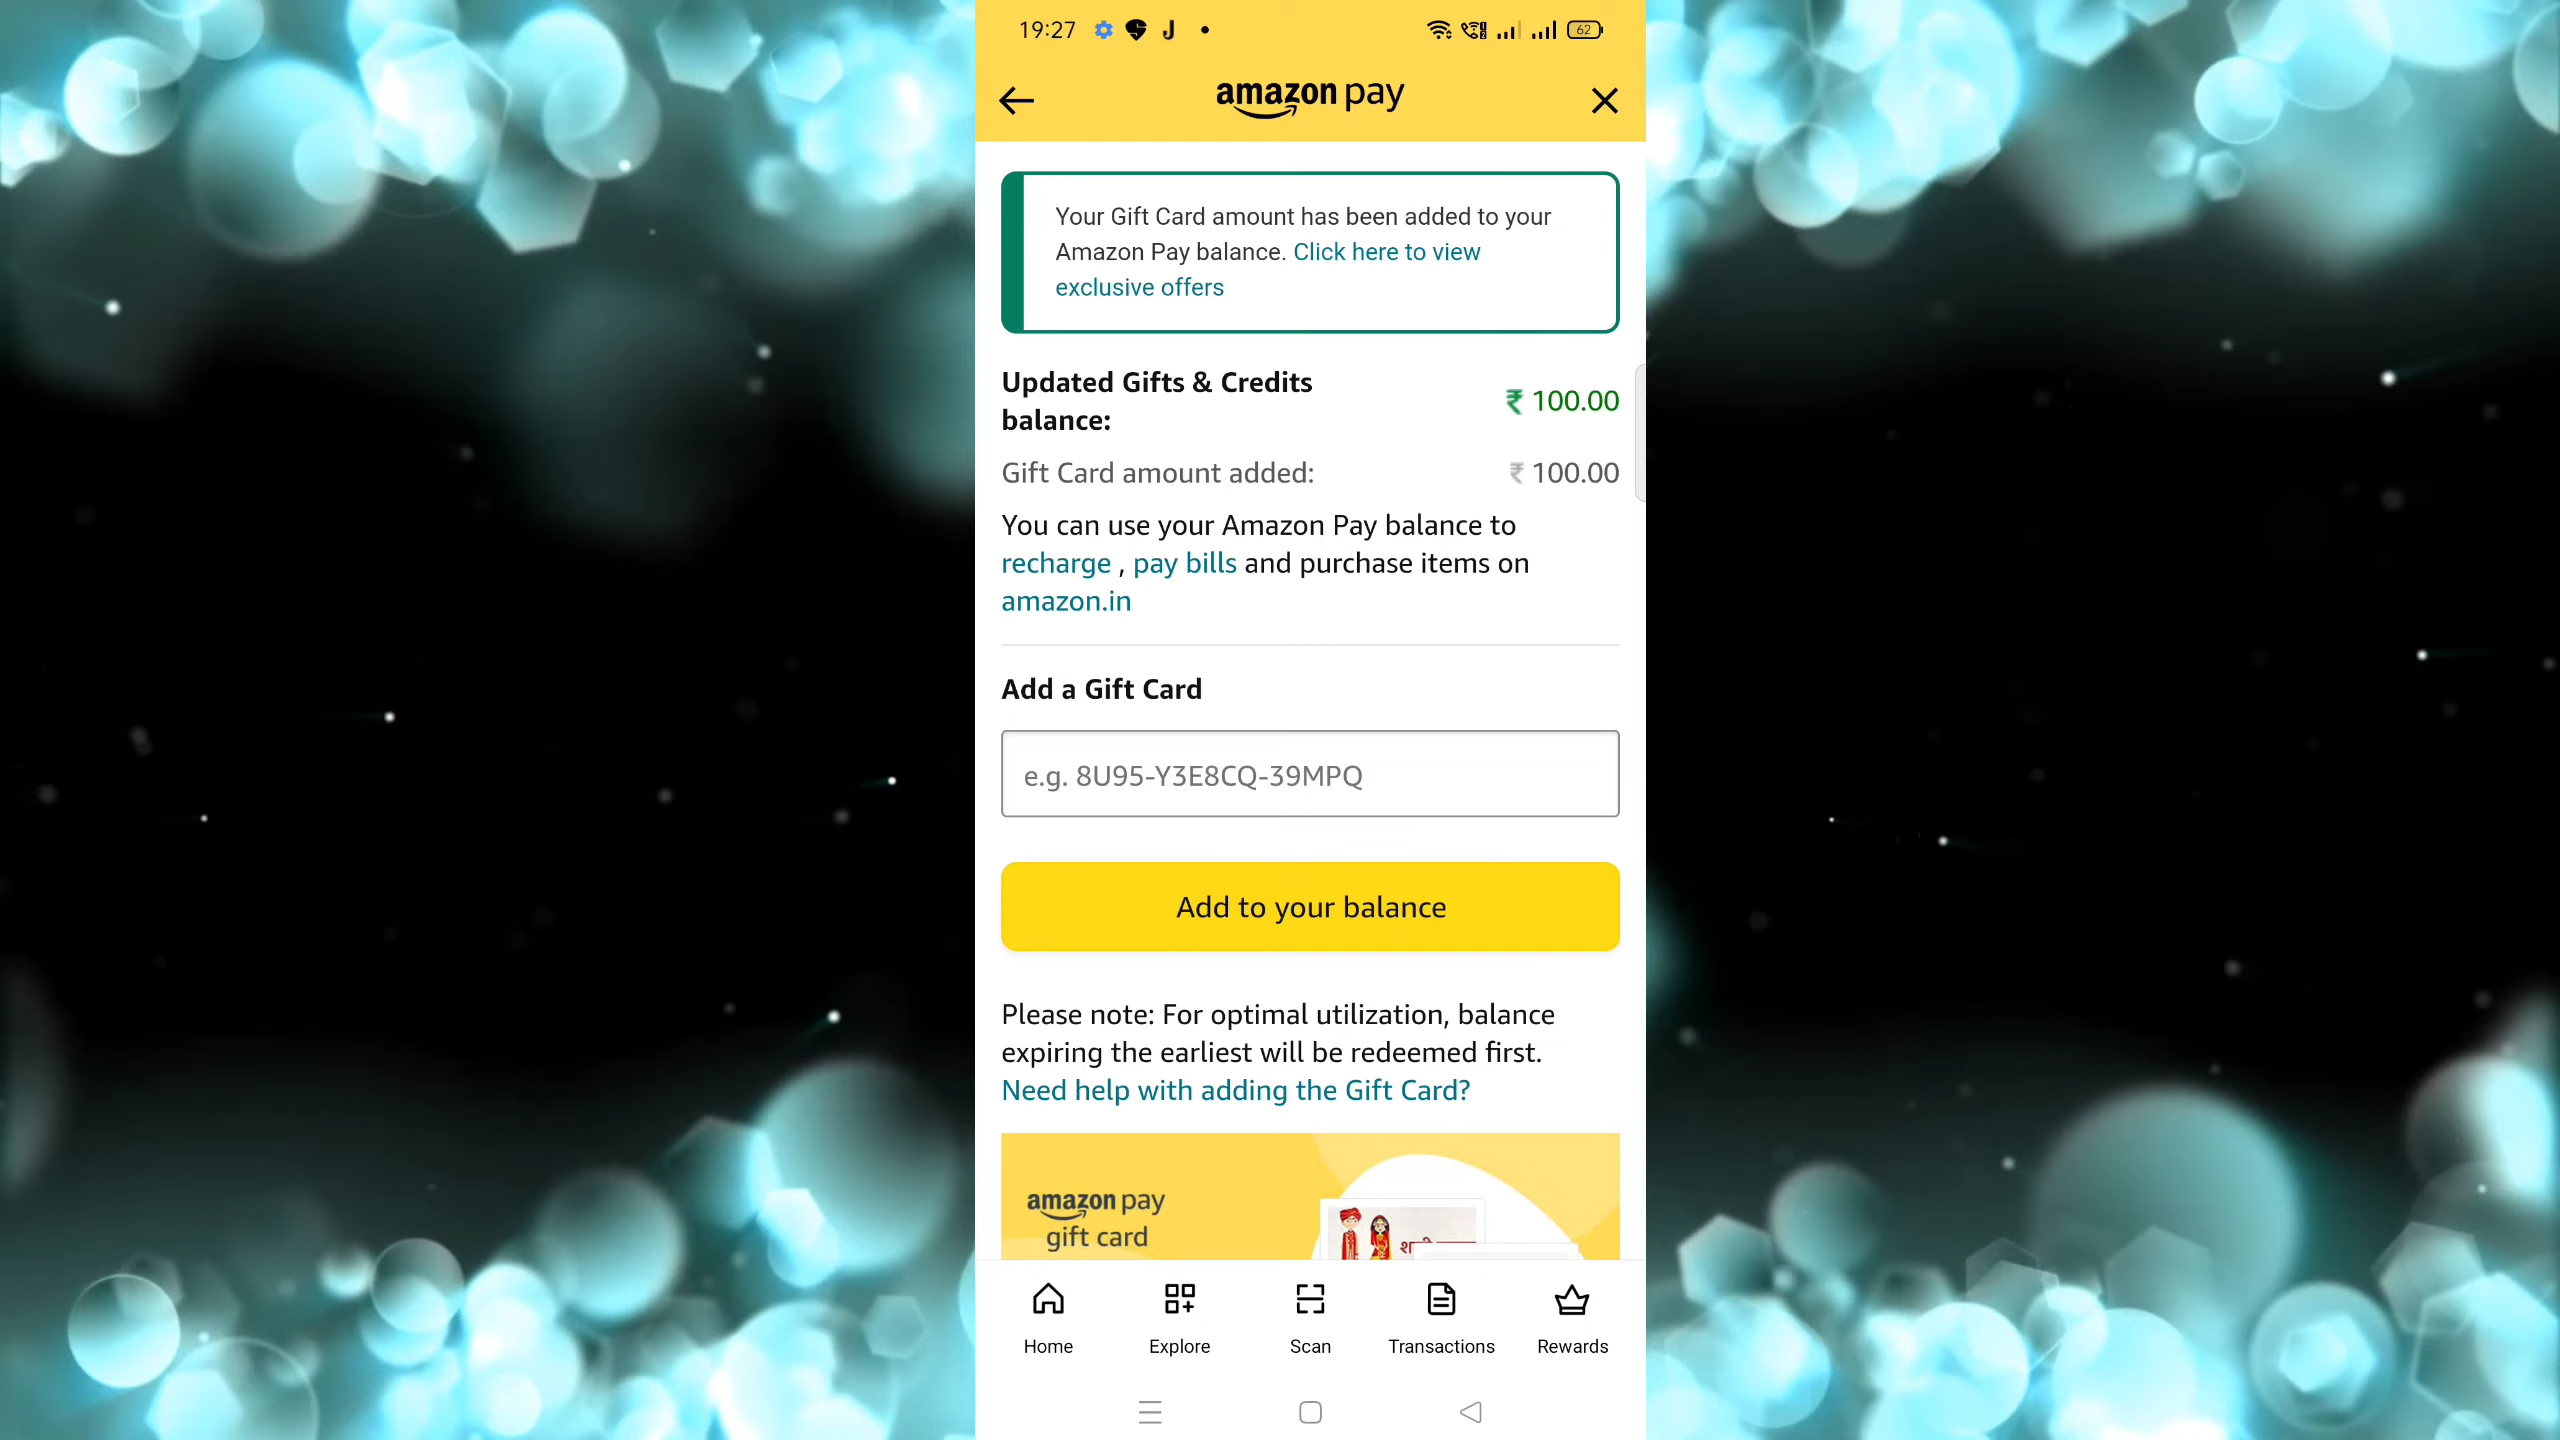 19:27
62
amazon pay
Your Gift Card amount has been added to your
Amazon Pay balance. Click here to view
exclusive offers
Updated Gifts & Credits
balance:
₹ 100.00
Gift Card amount added: ₹ 100.00
You can use your Amazon Pay balance to
recharge , pay bills and purchase items on
amazon.in
Add a Gift Card
e.g. 8U95-Y3E8CQ-39MPQ
Add to your balance
Please note: For optimal utilization, balance
expiring the earliest will be redeemed first.
Need help with adding the Gift Card?
amazon pay
gift card
Home Explore Scan Transactions Rewards